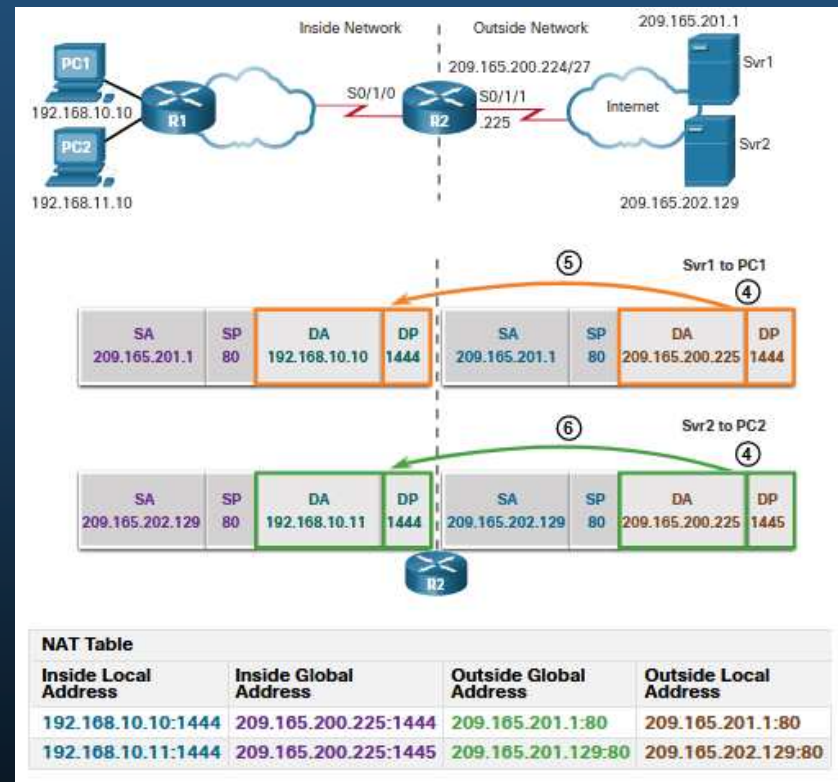 Inside Network
Outside Network
209.165.201.1
PC1
192.168.10.10
R1
S0/1/0
209.165.200.224/27
S0/1/1
R2
.225
Internet
Svr1
PC2
192.168.11.10
Svr2
209.165.202.129
5
Svr1 to PC1
4
SA
209.165.201.1
SP
80
DA
192.168.10.10
DP
1444
SA
209.165.201.1
SP
80
DA
209.165.200.225
DP
1444
6
Svr2 to PC2
4
SA
209.165.202.129
SP
80
DA
192.168.10.11
DP
1444
SA
209.165.202.129
SP
80
DA
209.165.200.225
DP
1445
R2
NAT Table
Inside Local Address
Inside Global Address
Outside Global Address
Outside Local Address
192.168.10.10:1444 209.165.200.225:1444 209.165.201.1:80 209.165.201.1:80
192.168.10.11:1444 209.165.200.225:1445 209.165.201.129:80 209.165.202.129:80